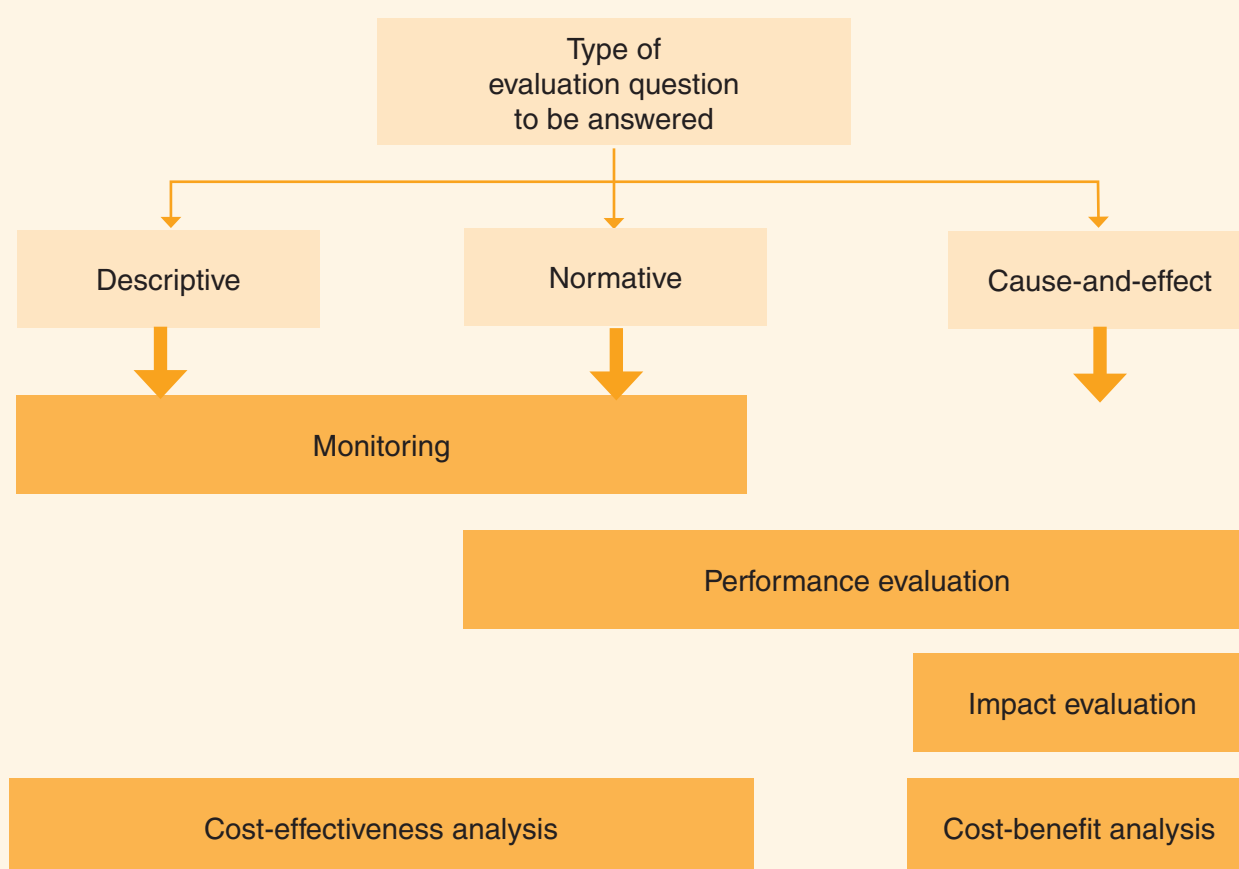 Type of
evaluation question
to be answered
Descriptive
Normative
Cause-and-effect
Monitoring
Performance evaluation
Impact evaluation
Cost-effectiveness analysis
Cost-benefit analysis